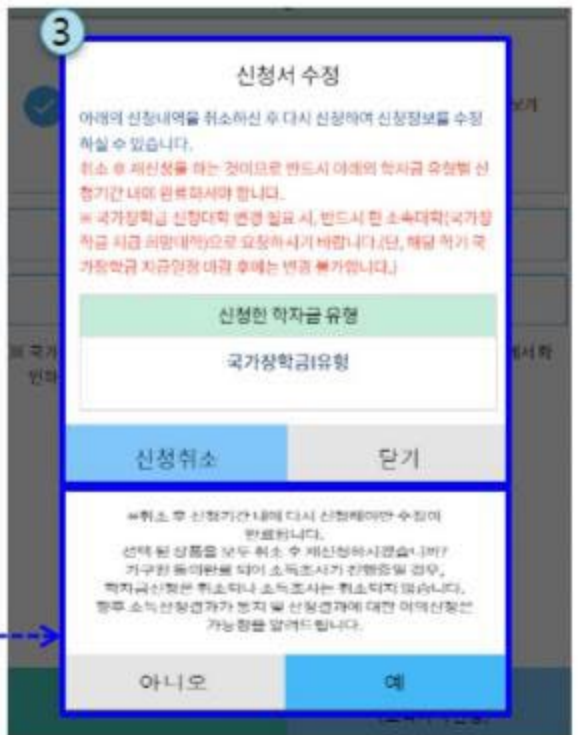 3
신청서 수정
보기
아래의 신청내역을 취소하신 후 다시 신청하여 신청정보를 수정
하실 수 있습니다.
취소 후 재신청을 하는 것이므로 반드시 아래의 학자금 유형별 신
청기간 내에 완료하셔야 합니다.
※ 국가장학금 신청대학 변경 필요 시, 반드시 현 소속대학(국가장
학금 지급 희망대학)으로 요청하시기 바랍니다.(단, 해당 학기 국
가장학금 지급일정 마감 후에는 변경 불가합니다.)
신청한 학자금 유형
※ 국가
에서 확
인하
국가장학금I유형
신청취소
닫기
※취소 후 신청기간 내에 다시 신청해야만 수정이
완료됩니다.
선택 된 상품을 모두 취소 후 재신청하시겠습니까?
가구원 동의완료 되어 소득조사가 진행중일 경우,
학자금신청은 취소되나 소득조사는 취소되지 않습니다.
향후 소득산정결과가 통지 및 산정결과에 대한 이의신청은
가능함을 알려드립니다.
아니오
예